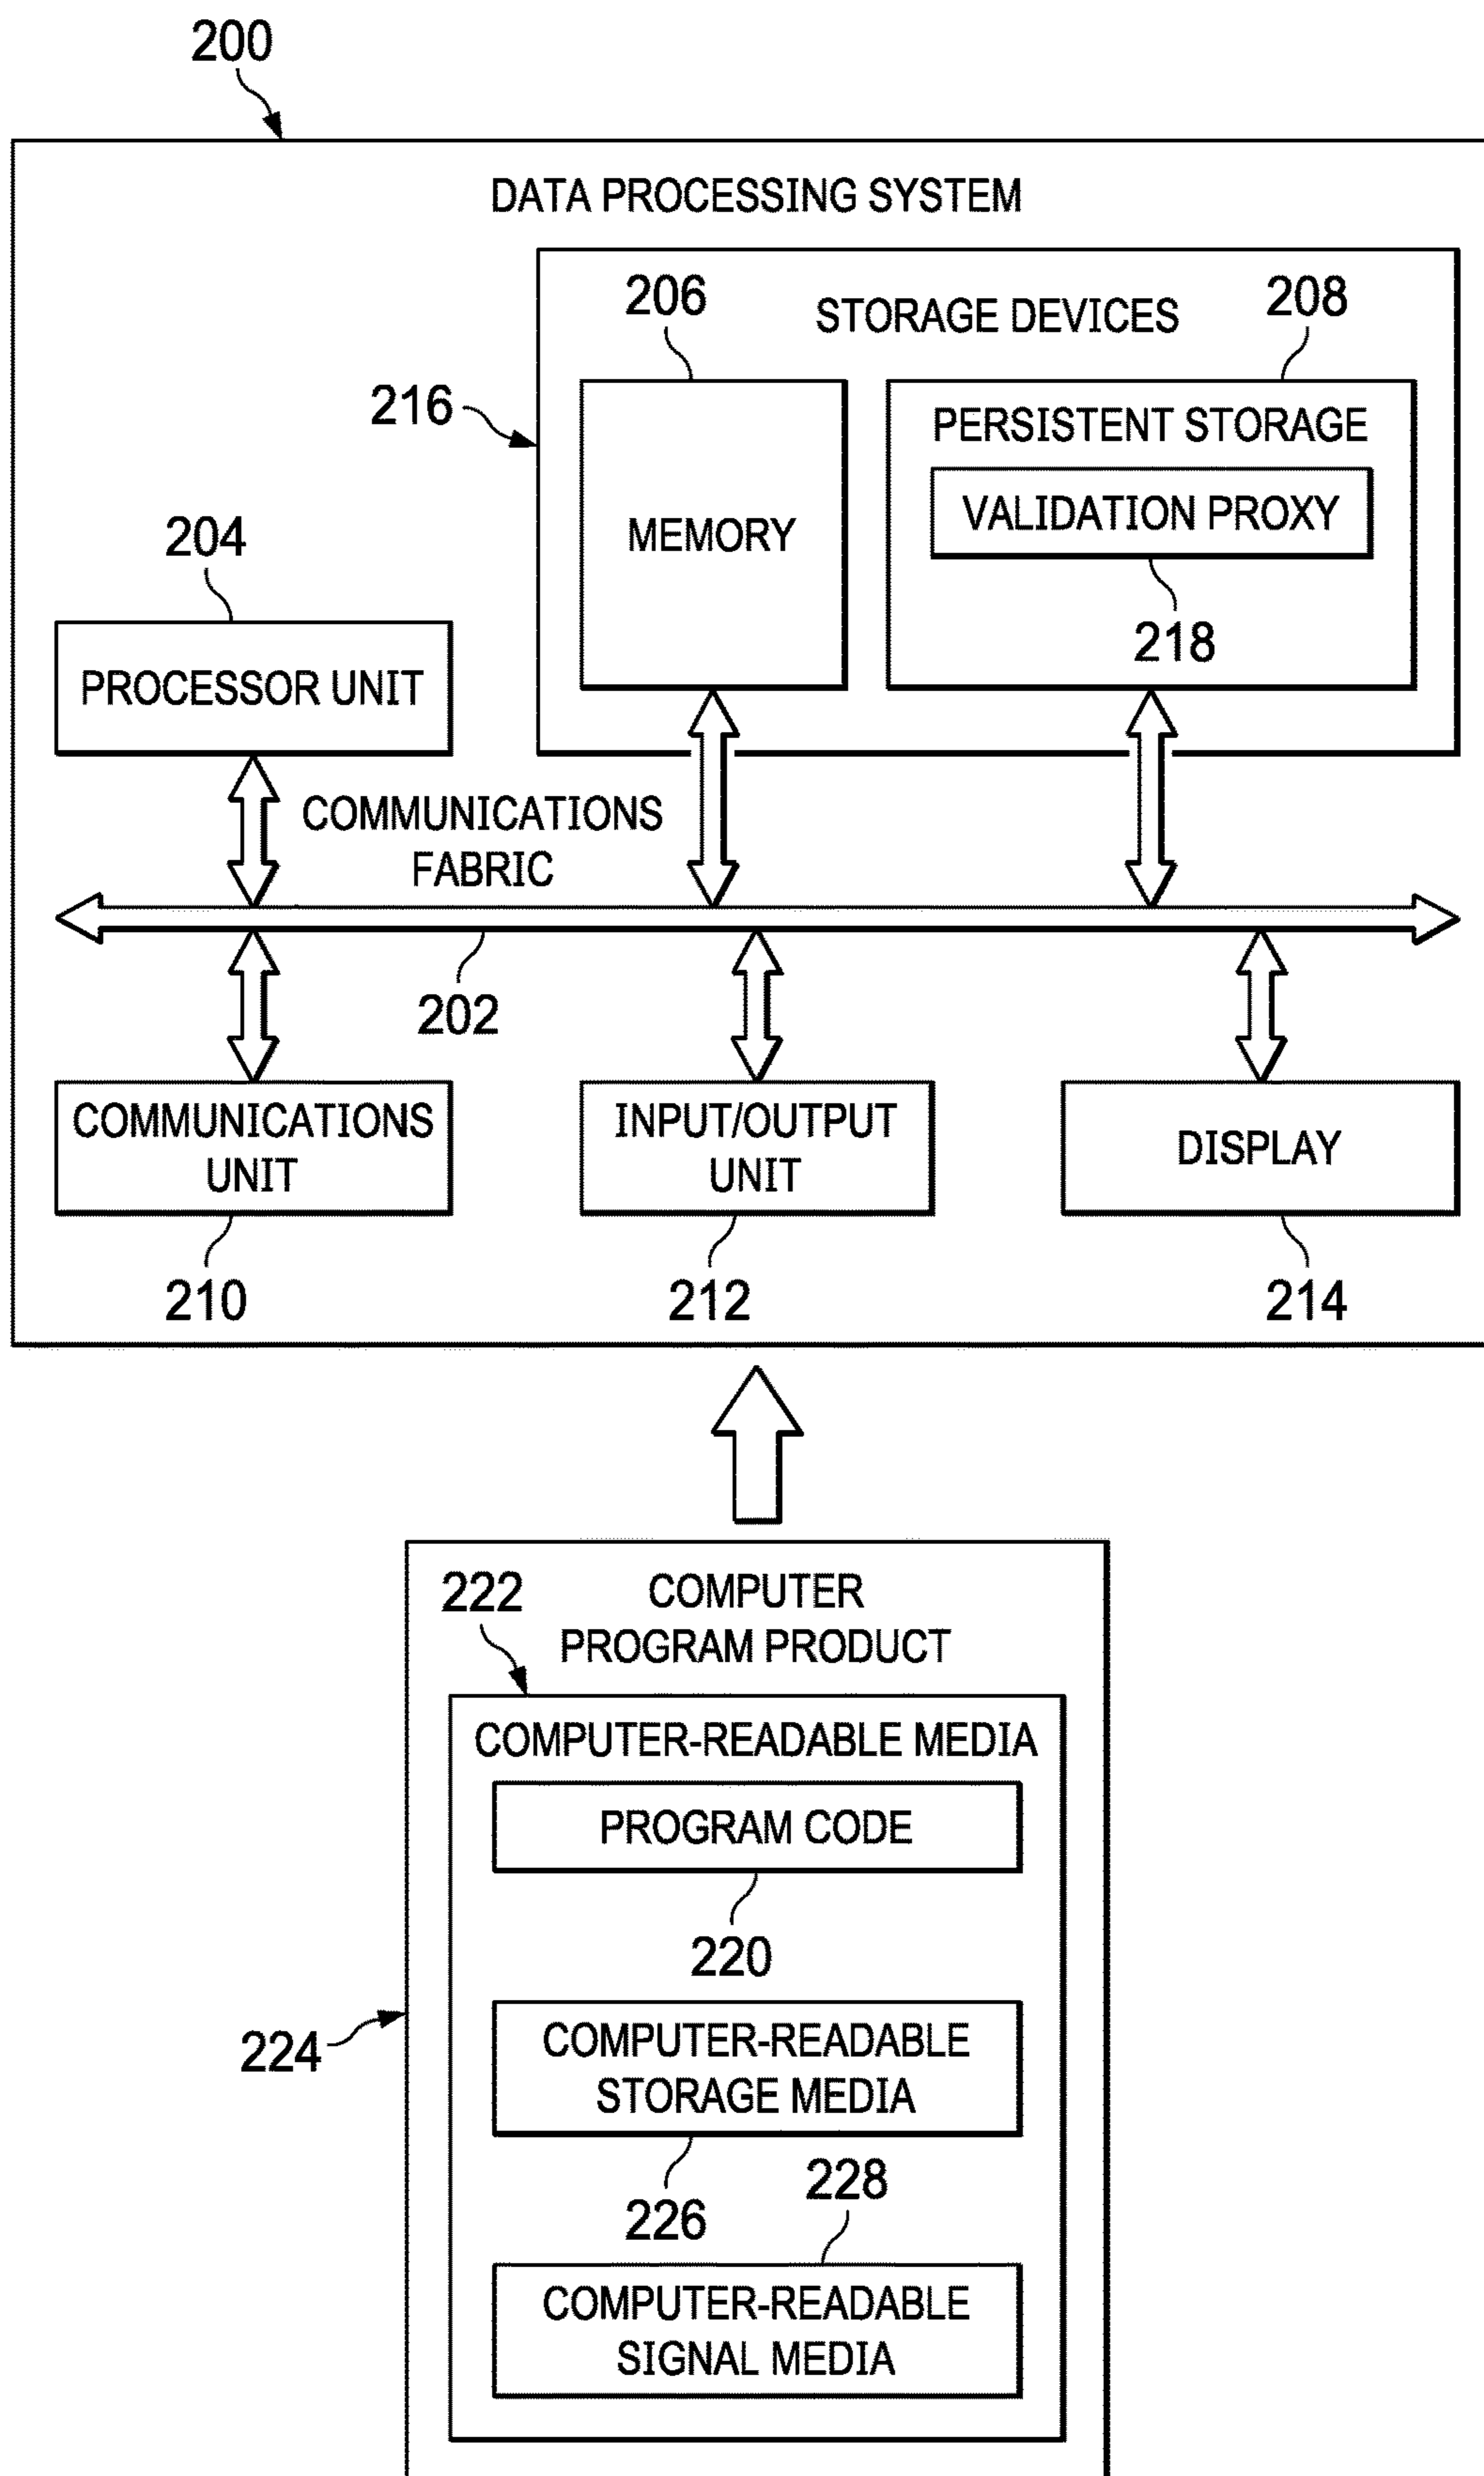 200
DATA PROCESSING SYSTEM
206
STORAGE DEVICES
208
216
PERSISTENT STORAGE
VALIDATION PROXY
MEMORY
218
204
PROCESSOR UNIT
COMMUNICATIONS
FABRIC
202
COMMUNICATIONS
UNIT
INPUT/OUTPUT
UNIT
DISPLAY
210
212
214
222
COMPUTER
PROGRAM PRODUCT
COMPUTER-READABLE MEDIA
PROGRAM CODE
220
224
COMPUTER-READABLE
STORAGE MEDIA
226
228
COMPUTER-READABLE
SIGNAL MEDIA